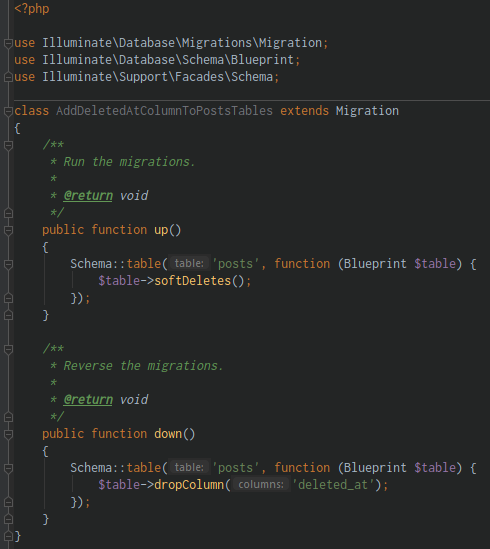 <?php
use Illuminate\Database\Migrations\Migration;
use Illuminate\Database\Schema\Blueprint;
use Illuminate\Support\Facades\Schema;
class AddDeletedAtColumnToPostsTables extends Migration
{
/**
* Run the migrations.
*
* @return void
*/
public function up()
{
Schema::table( table: 'posts', function (Blueprint $table) {
$table->softDeletes();
});
}
/**
* Reverse the migrations.
*
* @return void
*/
public function down()
{
Schema::table( table: 'posts', function (Blueprint $table) {
$table->dropColumn( columns: 'deleted_at');
});
}
}